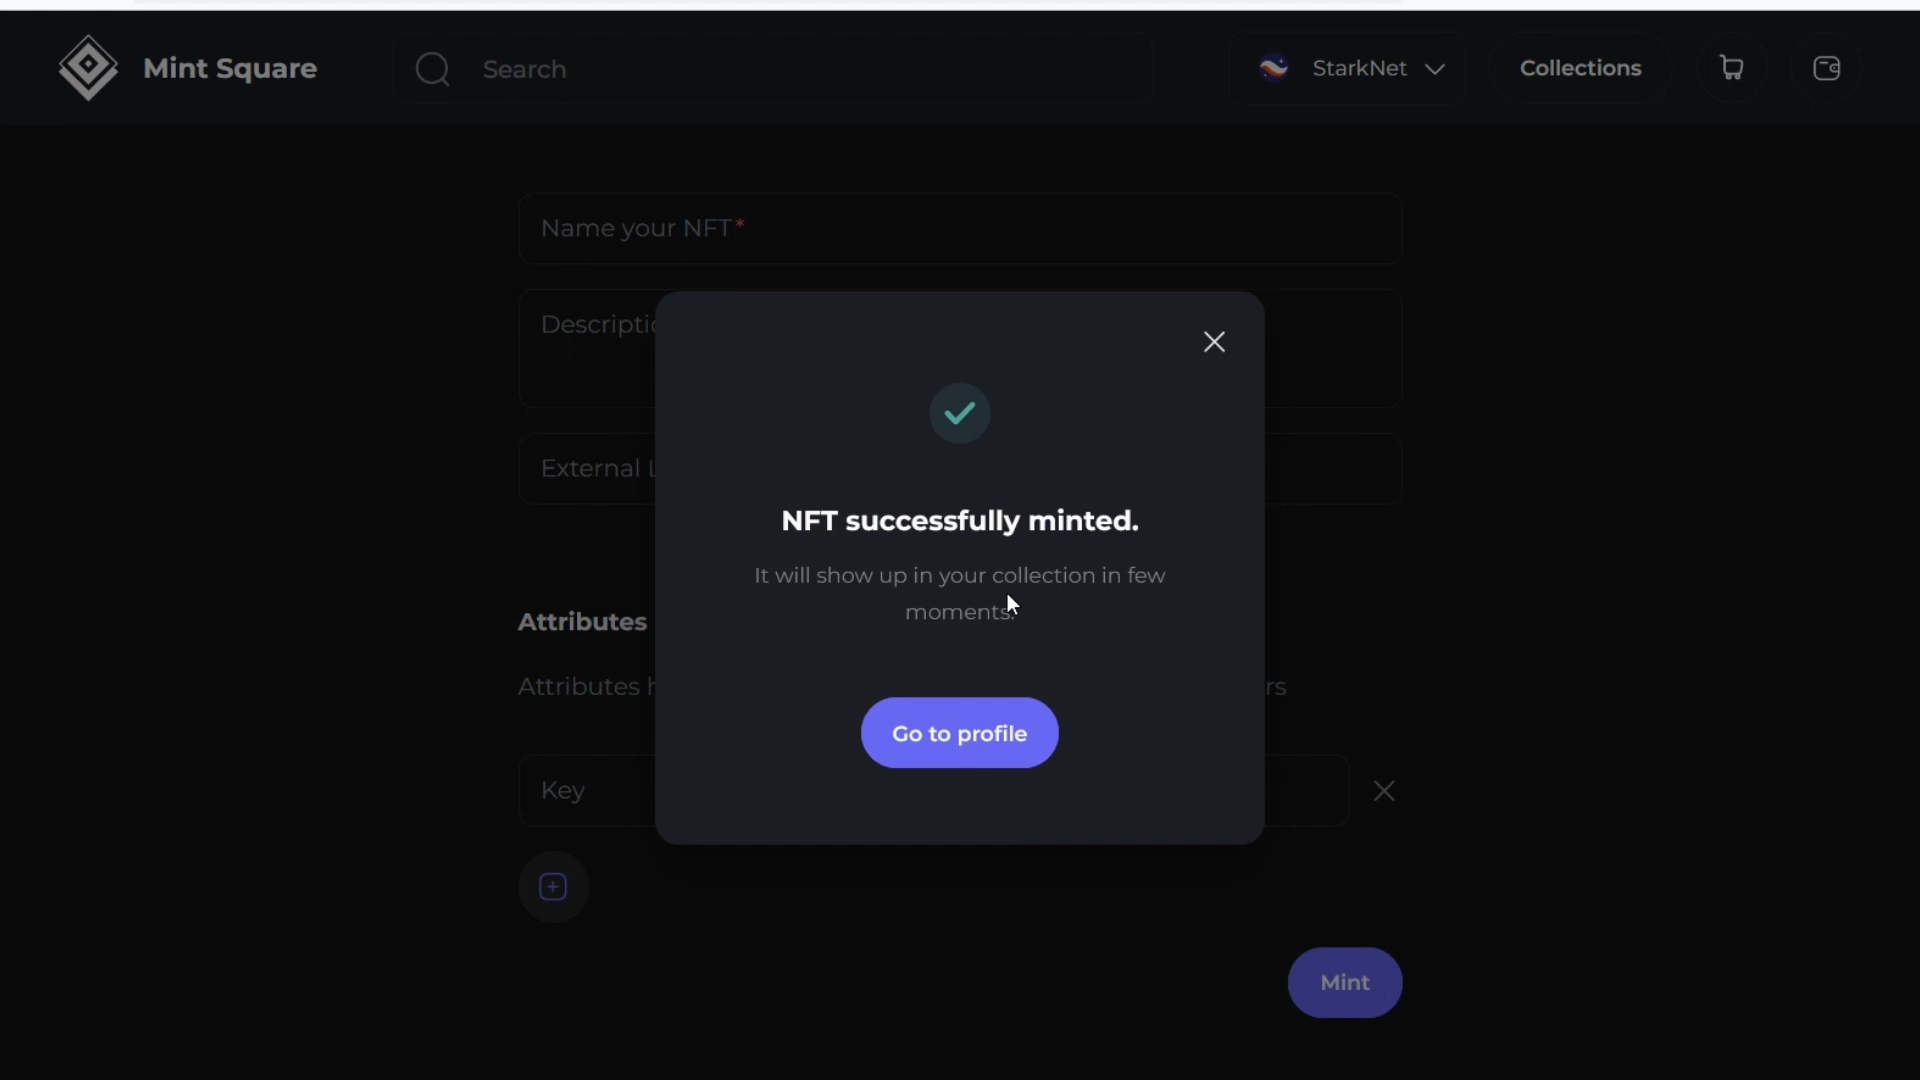 Mint Square
Search
StarkNet
Collections
Name your NFT*
External
Attributes
Attributes
rs
Key
NFT successfully minted.
It will show up in your collection in few
moments.
Go to profile
Mint